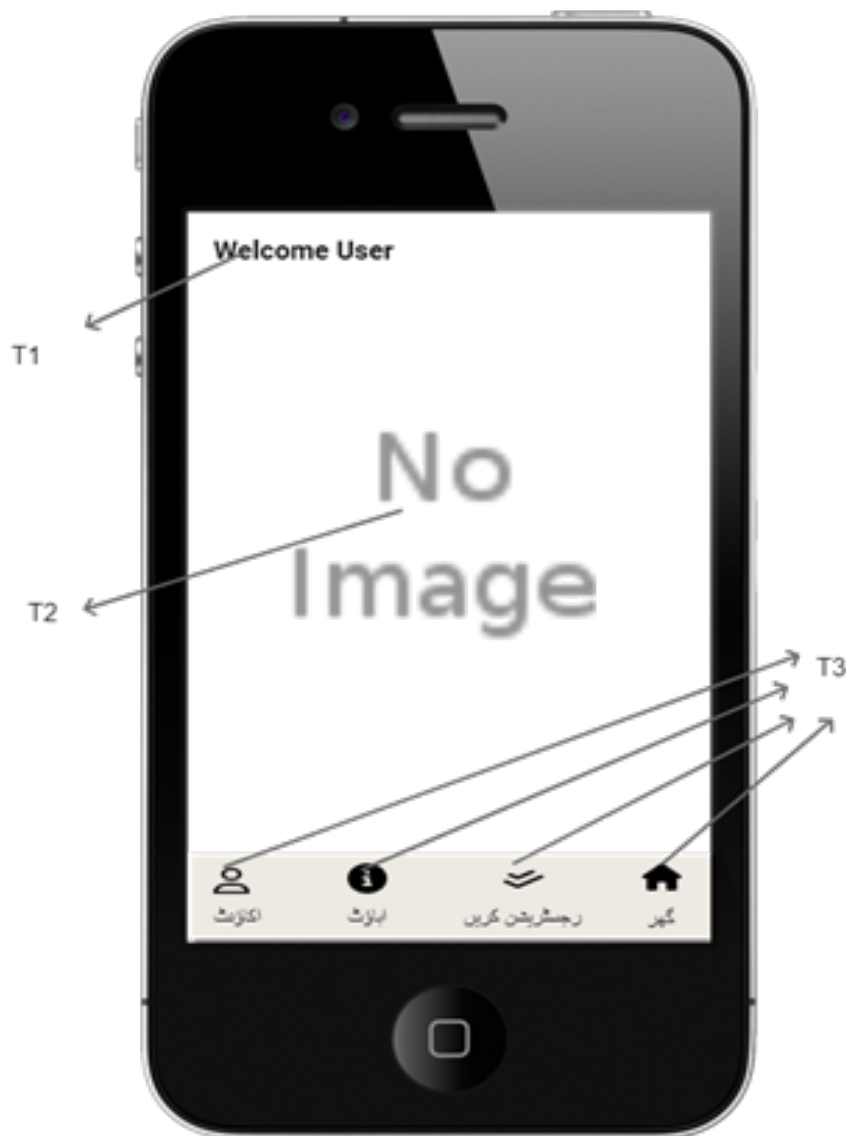 Welcome User
T1
No
Image
T2
T3
گھر
رجسٹریشن کریں
اباؤٹ
اکاؤنٹ